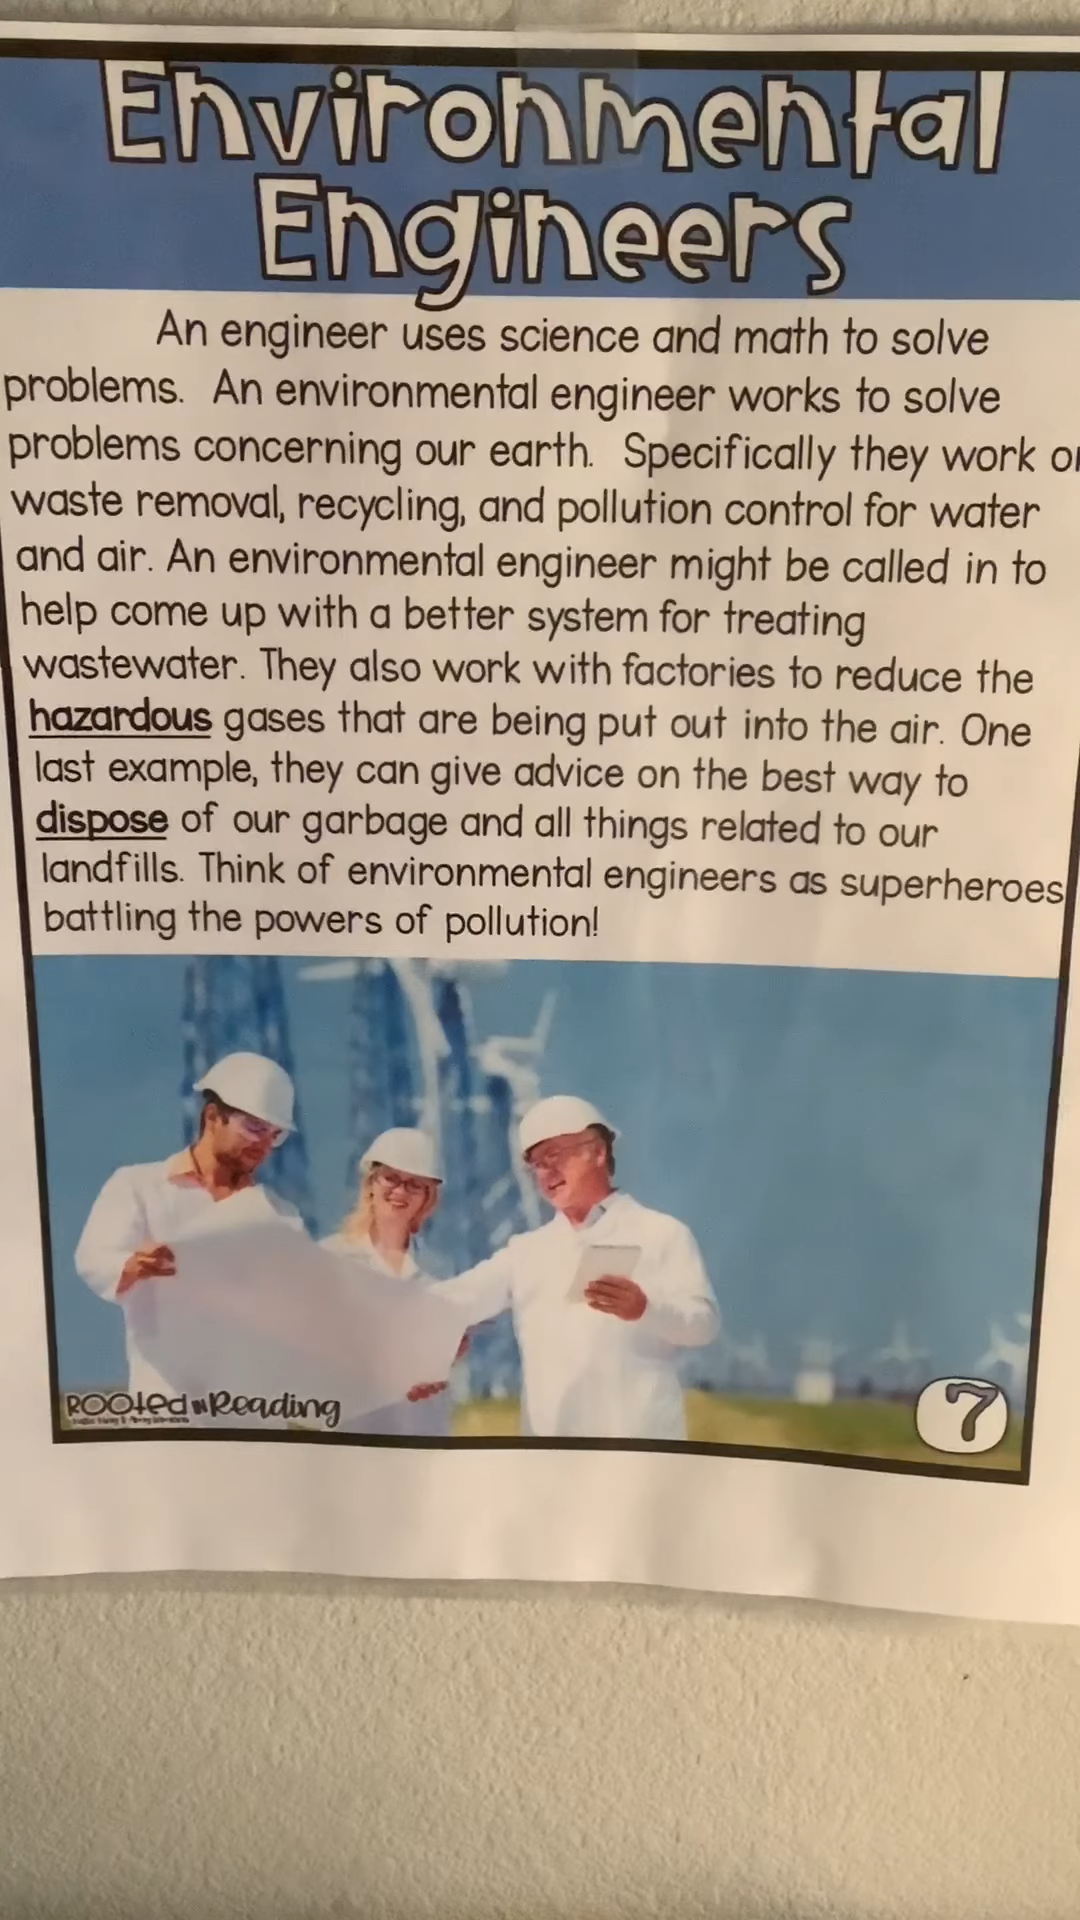 Environmental
Engineers
An engineer uses science and math to solve
problems. An environmental engineer works to solve
problems concerning our earth. Specifically they work on
waste removal, recycling, and pollution control for water
and air. An environmental engineer might be called in to
help come up with a better system for treating
wastewater. They also work with factories to reduce the
hazardous gases that are being put out into the air. One
last example, they can give advice on the best way to
dispose of our garbage and all things related to our
landfills. Think of environmental engineers as superheroes
battling the powers of pollution!
Rooted in Reading
7